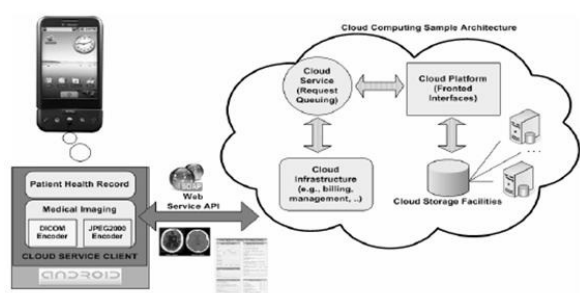 Cloud Computing Sample Architecture
Cloud
Service
(Request
Queuing)
Cloud Platform
(Fronted
Interfaces)
Cloud
Infrastructure
(e.g., billing,
management, ..)
. . .
Cloud Storage Facilities
SOAP
Web
Service API
Patient Health Record
Medical Imaging
DICOM
Encoder
JPEG2000
Encoder
CLOUD SERVICE CLIENT
ANDROID